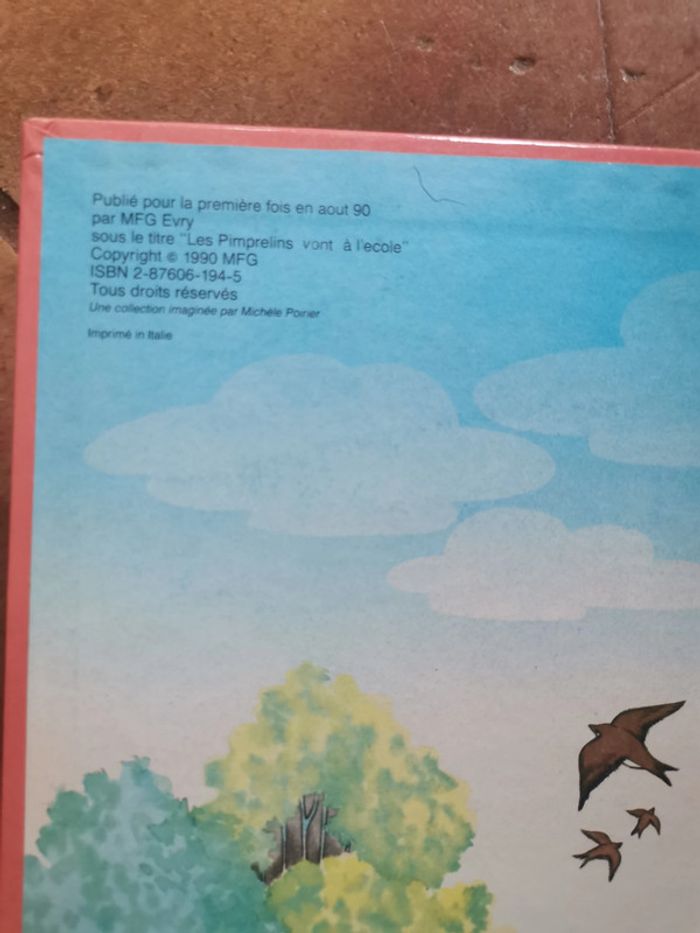 Publié pour la première fois en aout 90
par MFG Evry
sous le titre "Les Pimprelins vont à l'ecole"
Copyright © 1990 MFG
ISBN 2-87606-194-5
Tous droits réservés
Une collection imaginée par Michèle Poirier
Imprimé in Italie